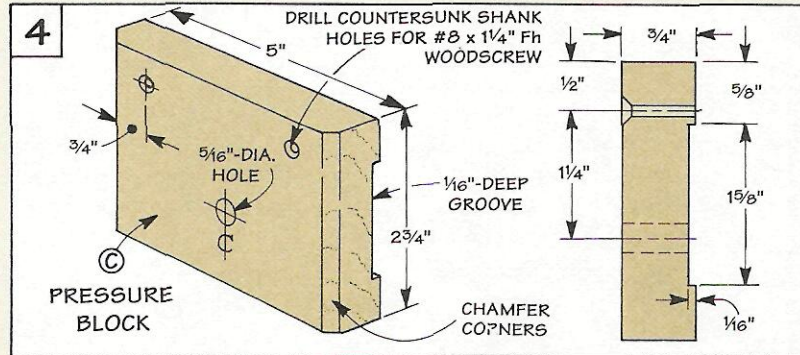 4
DRILL COUNTERSUNK SHANK
HOLES FOR #8 x 1¼" Fh
WOODSCREW
5"
¾"
5⁄16"-DIA.
HOLE
C
1⁄16"-DEEP
GROOVE
2¾"
Ⓒ
PRESSURE
BLOCK
CHAMFER
CORNERS
¾"
½"
5⁄8"
1¼"
15⁄8"
1⁄16"